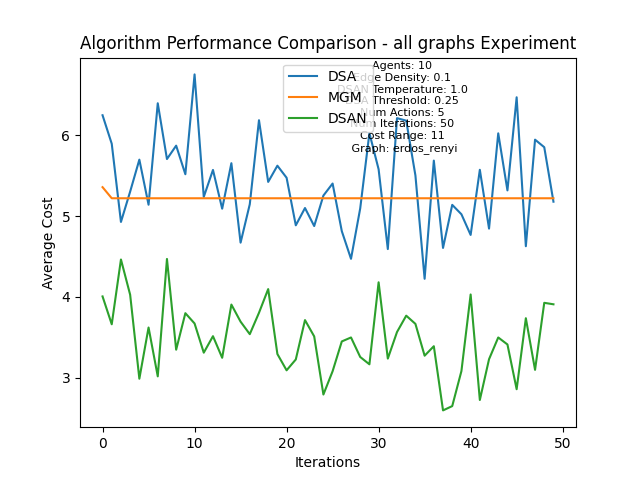 Algorithm Performance Comparison - all graphs Experiment
Agents: 10
Edge Density: 0.1
DSAN Temperature: 1.0
Threshold: 0.25
Num Actions: 5
Num Iterations: 50
Cost Range: 11
Graph: erdos_renyi
DSA
MGM
DSAN
Average Cost
6
5
4
3
0
10
20
30
40
50
Iterations